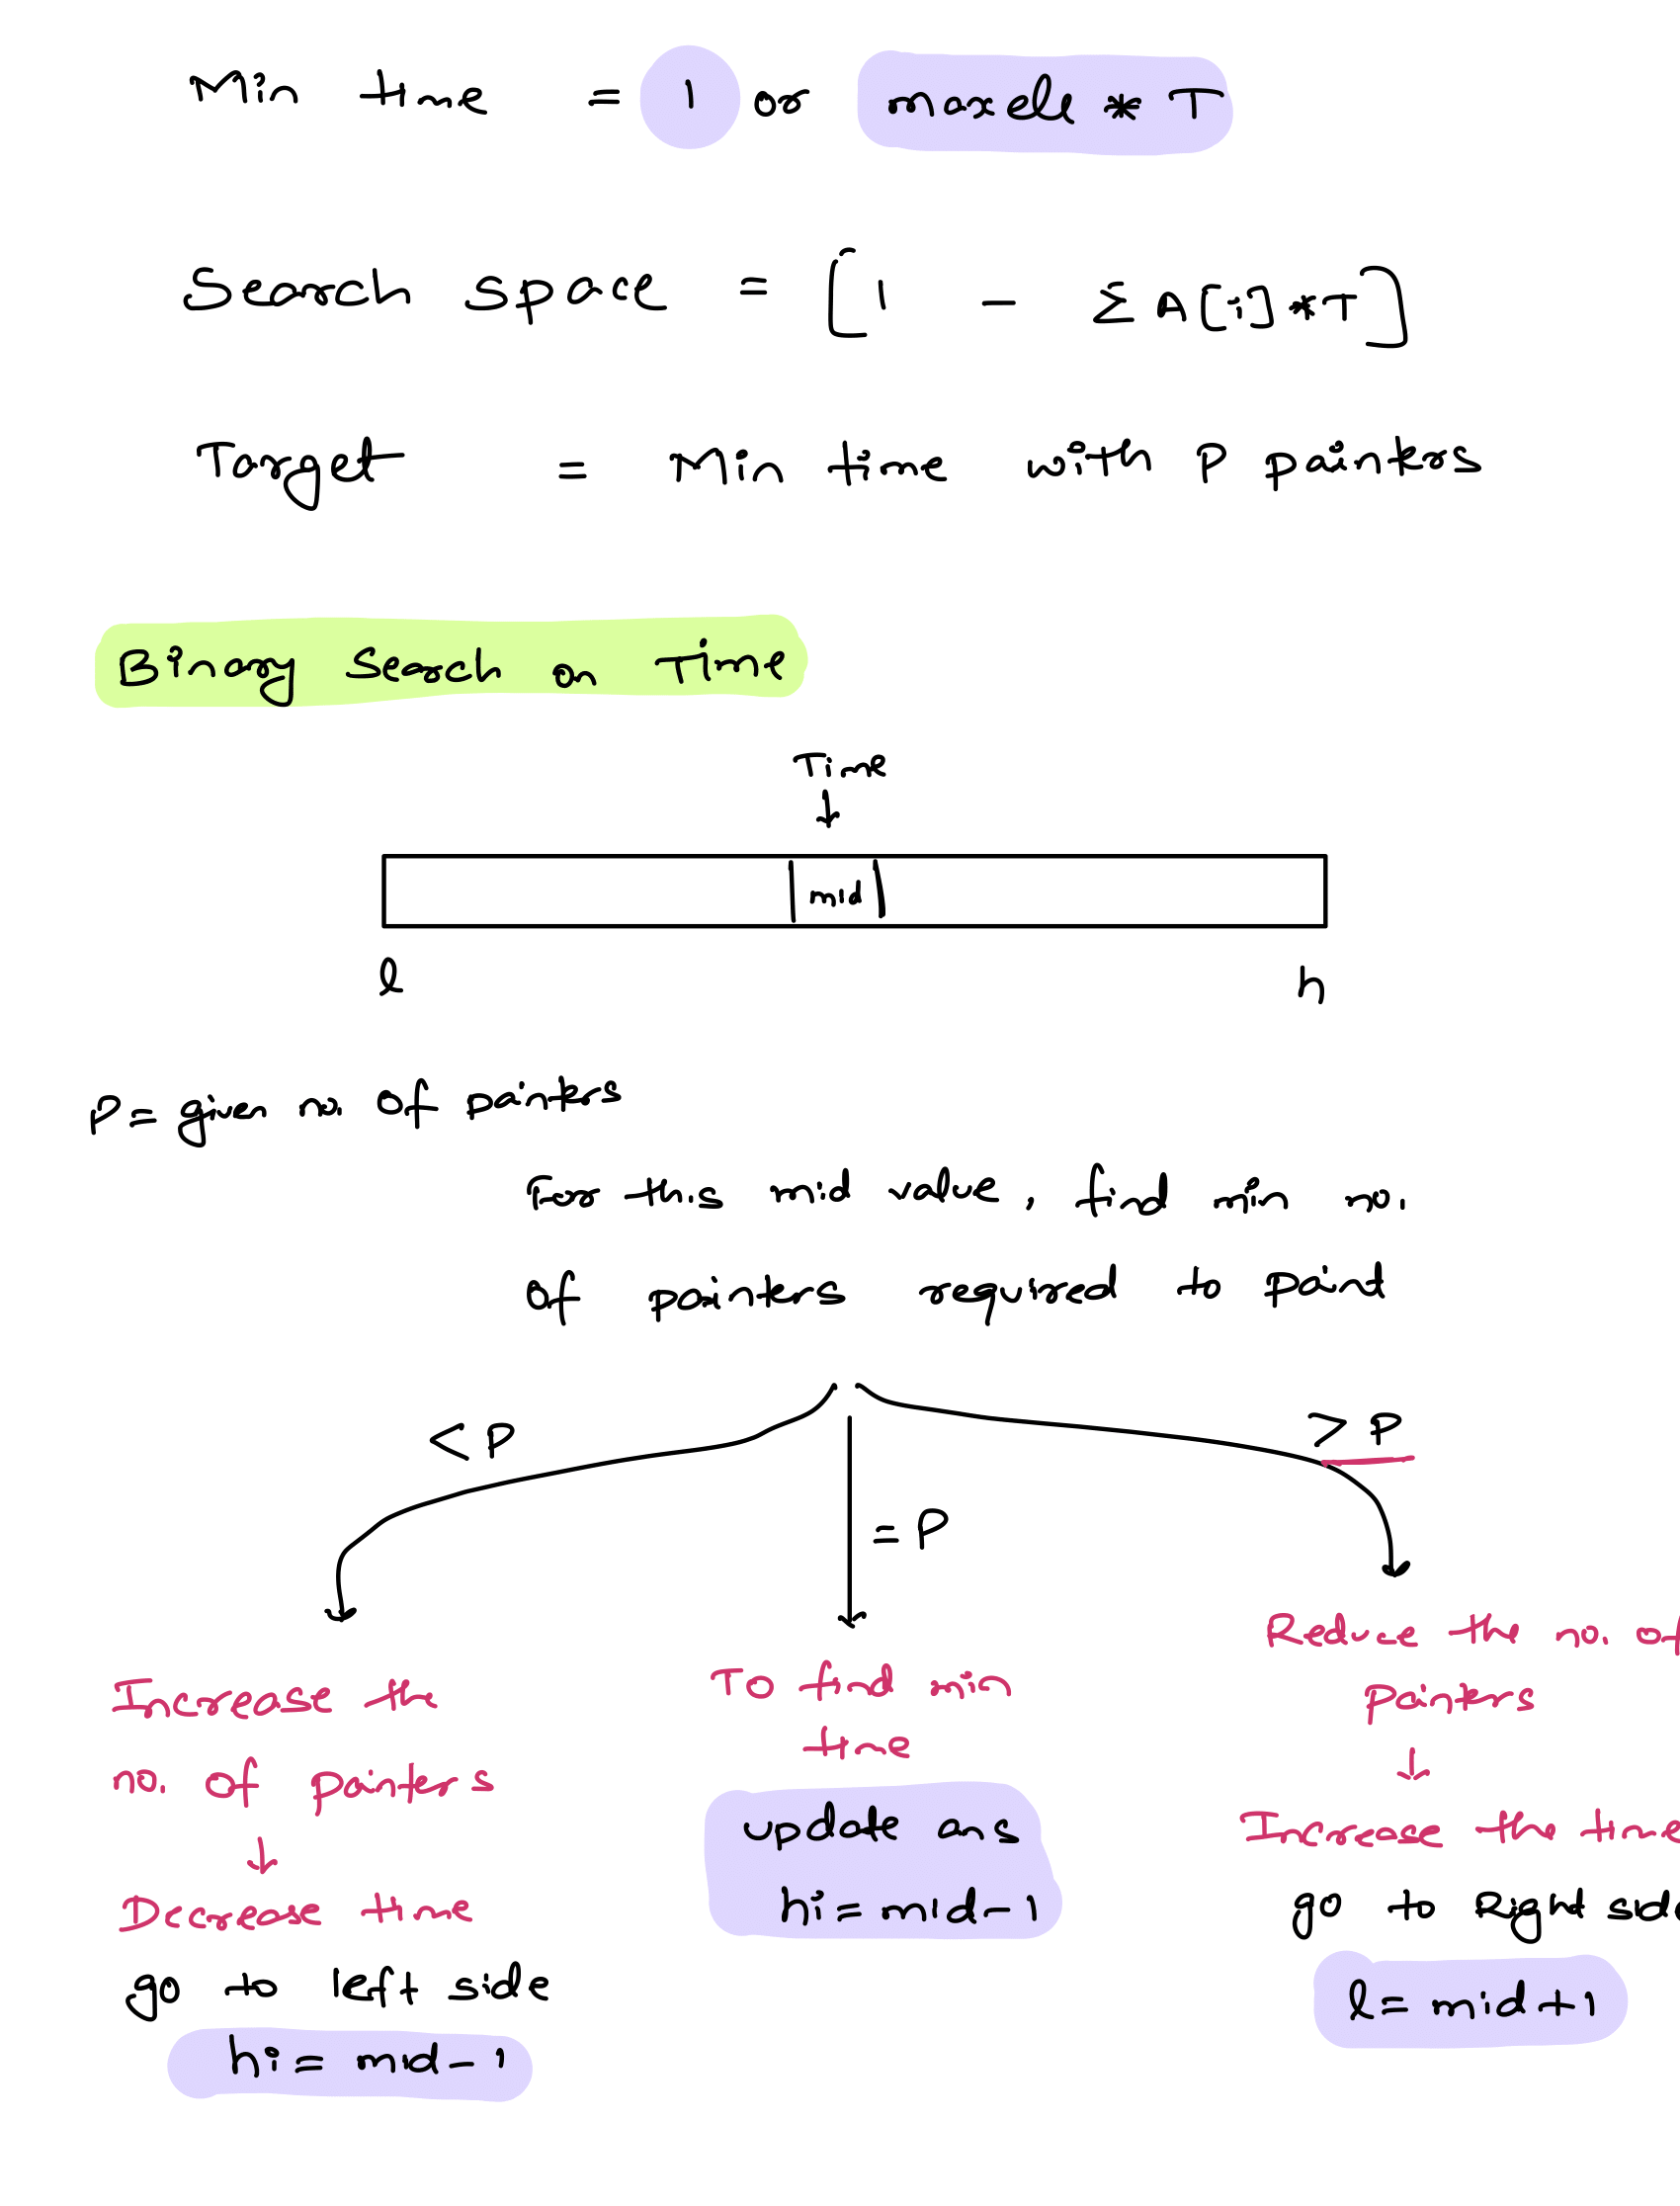 Min time = 1 or maxele * T
Search space = [1 - Σ A[i] * T]
Target = Min time with P painters
Binary Search on Time
Time
↓
mid
l h
P = given no. of painters
For this mid value, find min no.
of painters required to paint
< P = P > P
Increase the
no. of painters
↓
Decrease time
go to left side
hi = mid - 1
To find min
time
update ans
hi = mid - 1
Reduce the no. of
painters
↓
Increase the time
go to Right side
l = mid + 1